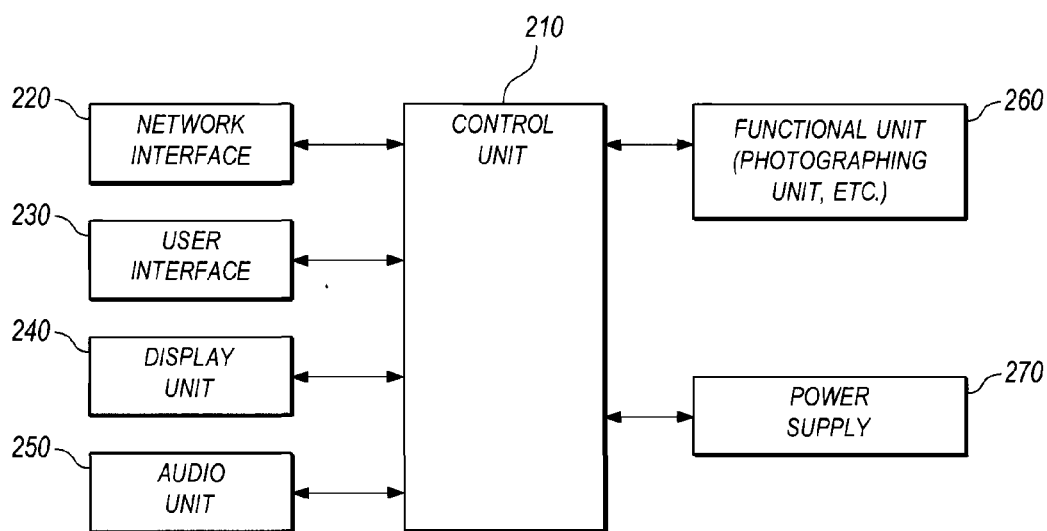 210
220
NETWORK
INTERFACE
230
USER
INTERFACE
240
DISPLAY
UNIT
250
AUDIO
UNIT
CONTROL
UNIT
260
FUNCTIONAL UNIT
(PHOTOGRAPHING
UNIT, ETC.)
270
POWER
SUPPLY